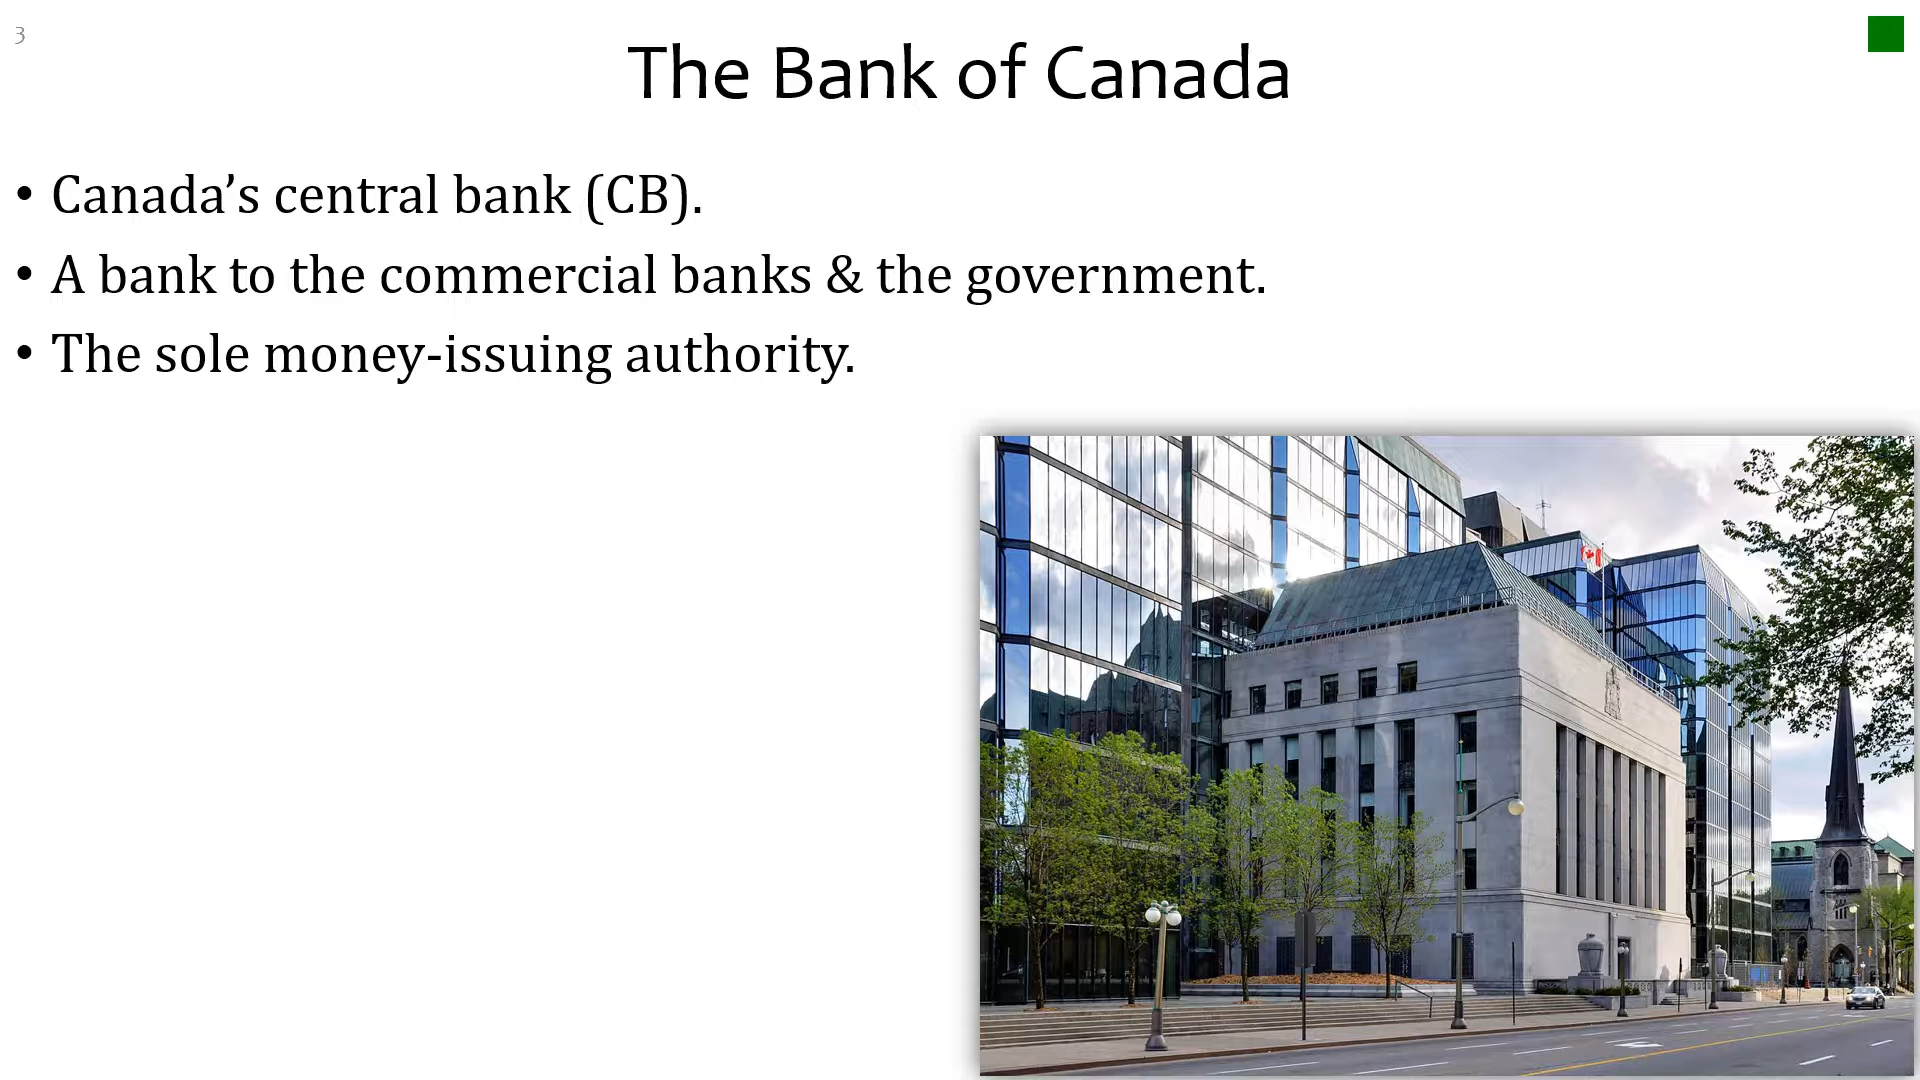 3
The Bank of Canada
• Canada’s central bank (CB).
• A bank to the commercial banks & the government.
• The sole money-issuing authority.